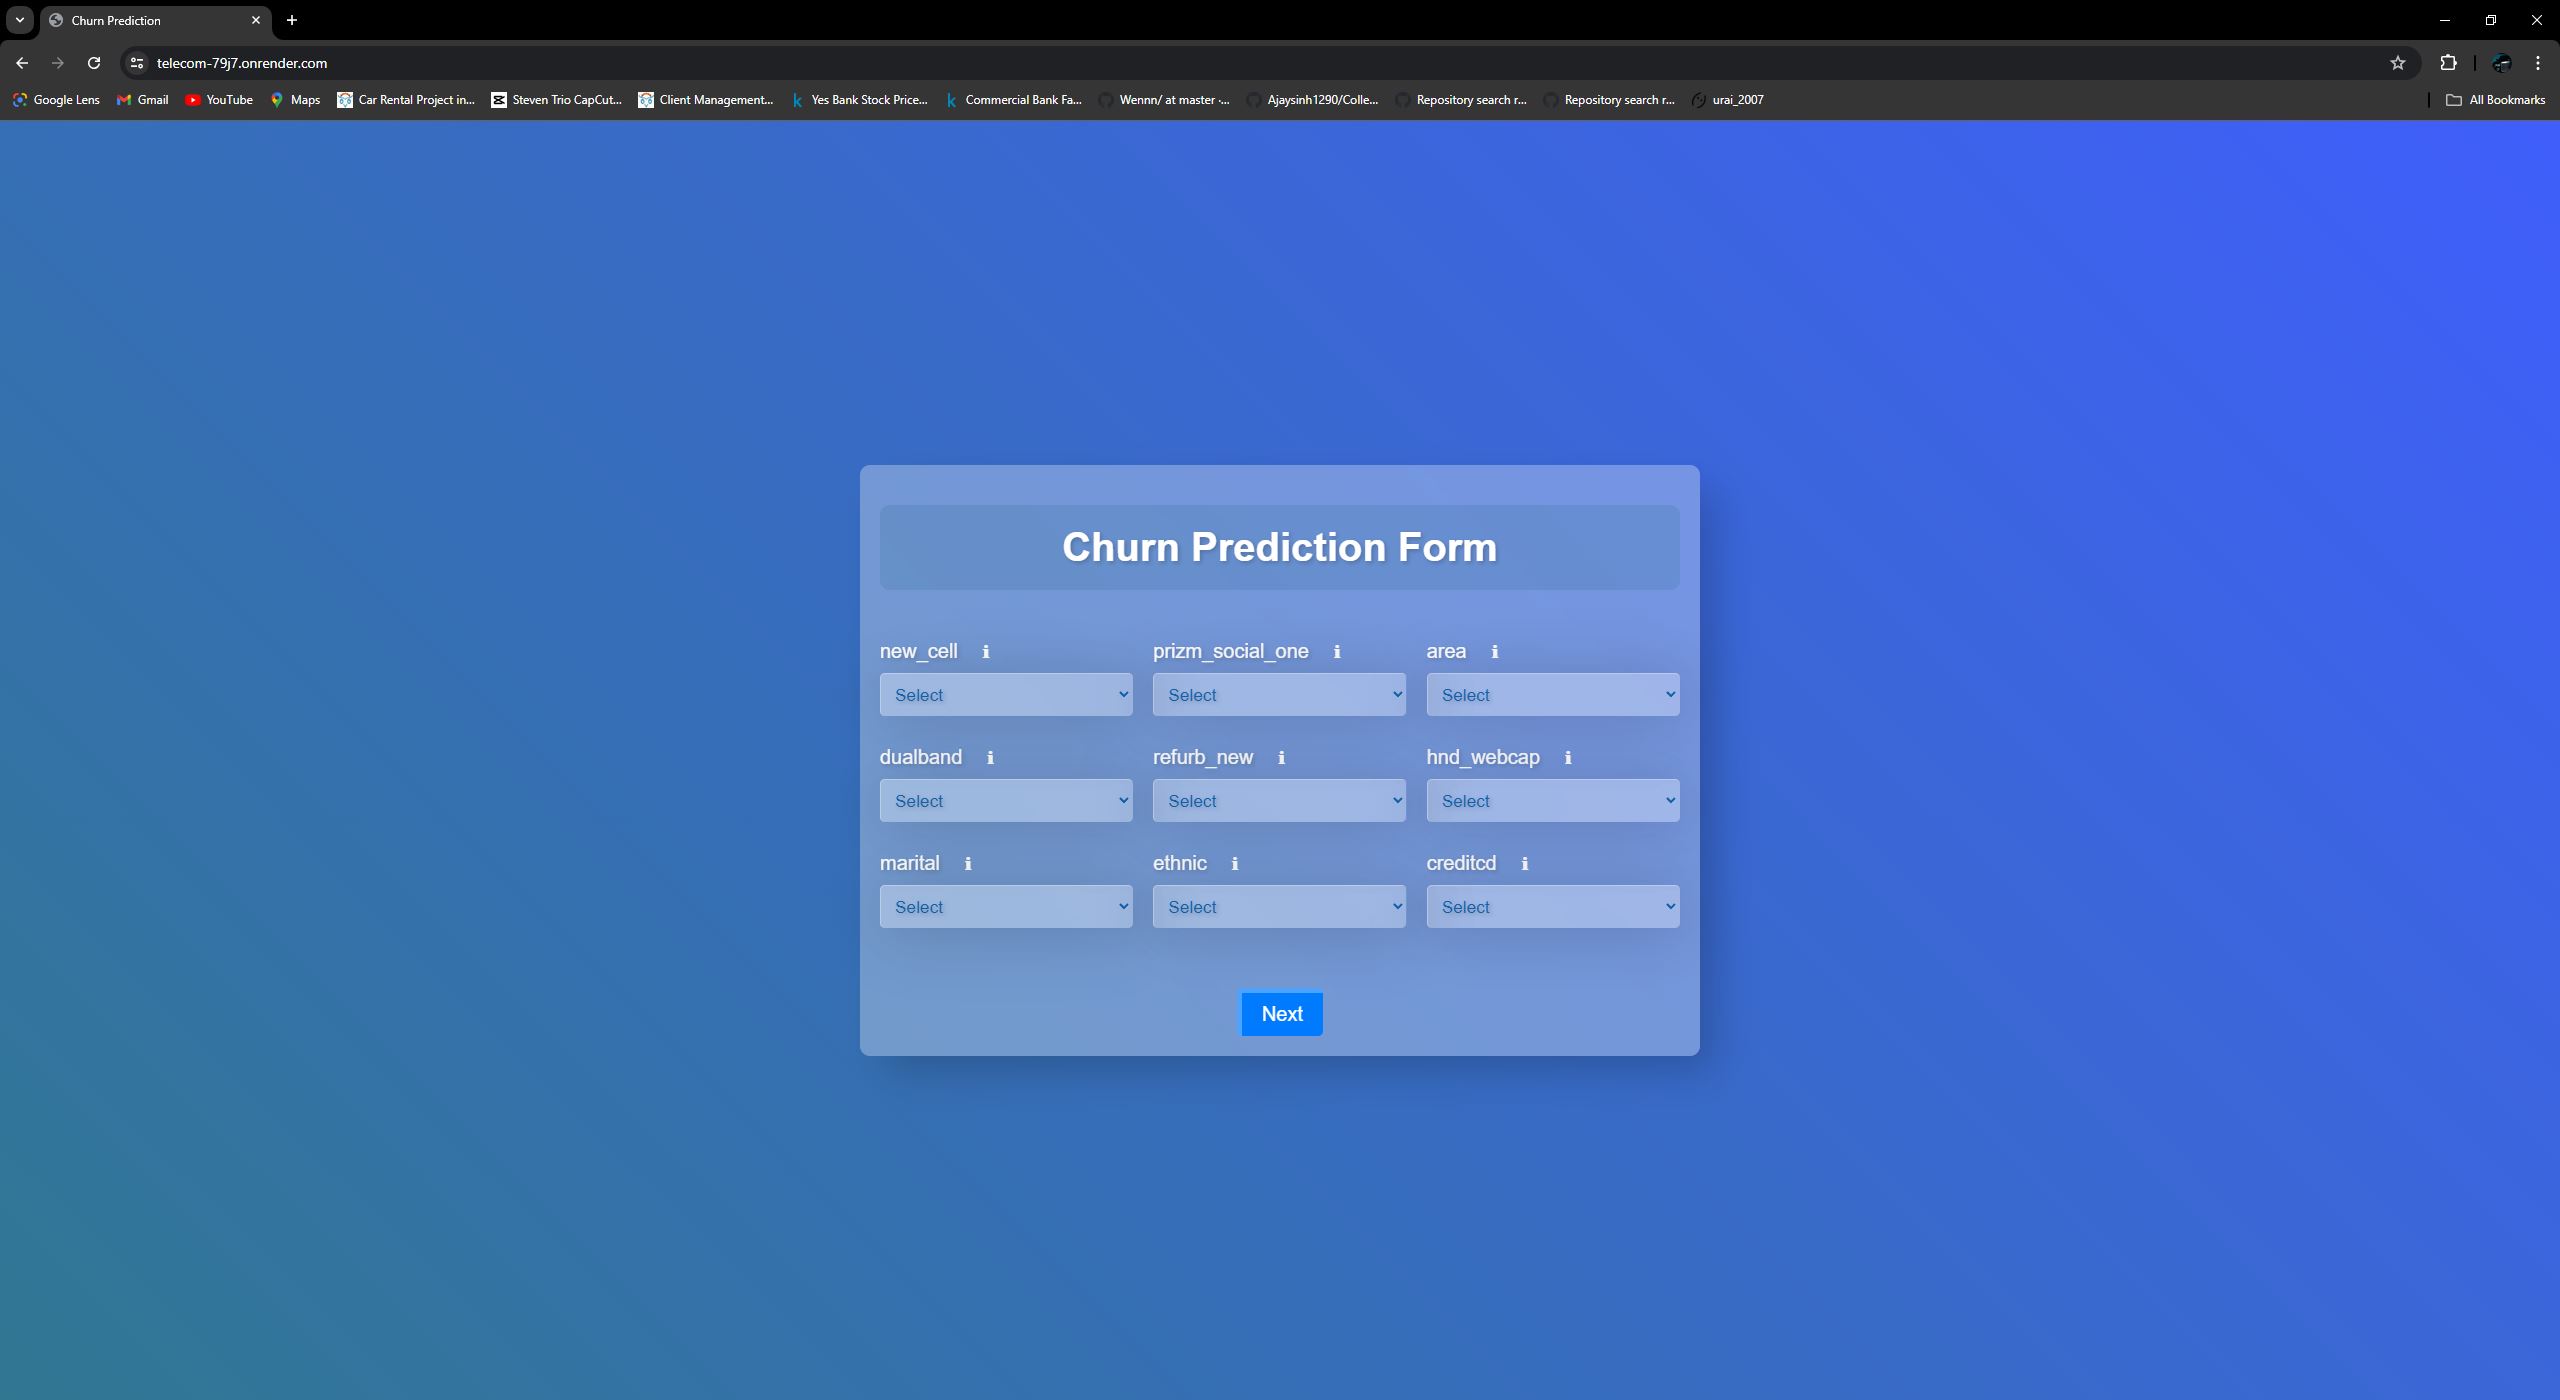 Churn Prediction
telecom-79j7.onrender.com
Google Lens Gmail YouTube Maps Car Rental Project in... Steven Trio CapCut... Client Management... Yes Bank Stock Price... Commercial Bank Fa... Wennn/ at master ·... Ajaysinh1290/Colle... Repository search r... Repository search r... urai_2007 All Bookmarks
Churn Prediction Form
new_cell ℹ prizm_social_one ℹ area ℹ
Select Select Select
dualband ℹ refurb_new ℹ hnd_webcap ℹ
Select Select Select
marital ℹ ethnic ℹ creditcd ℹ
Select Select Select
Next